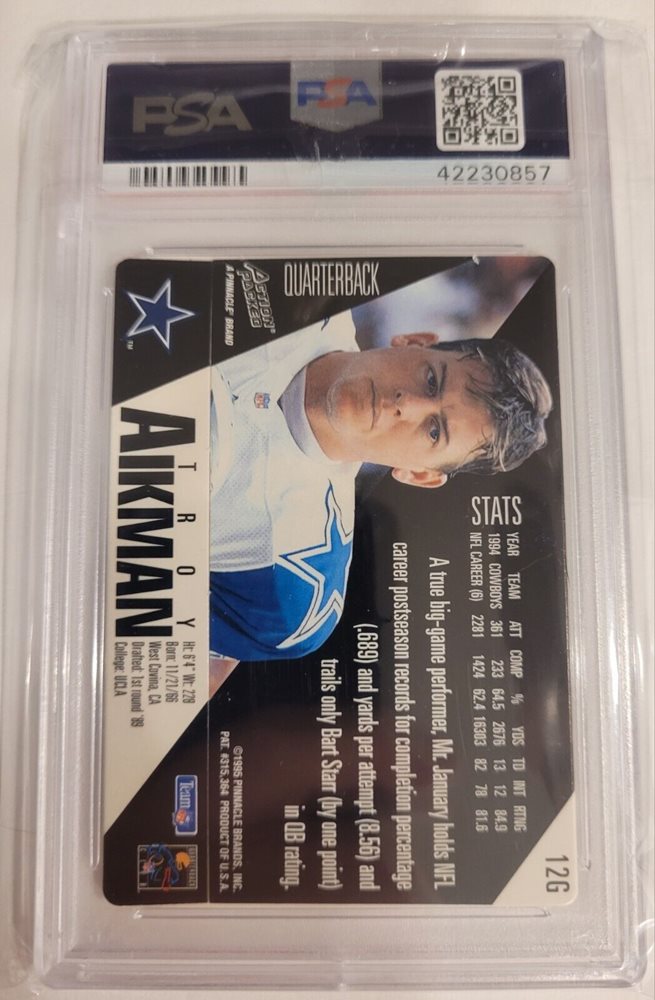 PSA
PSA
42230857
12G
QUARTERBACK
ACTION PACKED®
A PINNACLE® BRAND
STATS
YEAR TEAM ATT COMP % YDS TD INT RTNG
1994 COWBOYS 361 233 64.5 2676 13 12 84.9
NFL CAREER (6) 2281 1424 62.4 16303 82 78 81.6
A true big-game performer, Mr. January holds NFL
career postseason records for completion percentage
(.689) and yards per attempt (8.56) and
trails only Bart Starr (by one point)
in QB rating.
©1995 PINNACLE BRANDS, INC.
PAT. #315,364 PRODUCT OF U.S.A.
TM
TROY
AIKMAN
Ht: 6'4" Wt: 228
Born: 11/21/66
West Covina, CA
Drafted: 1st round '89
College: UCLA
Team NFL